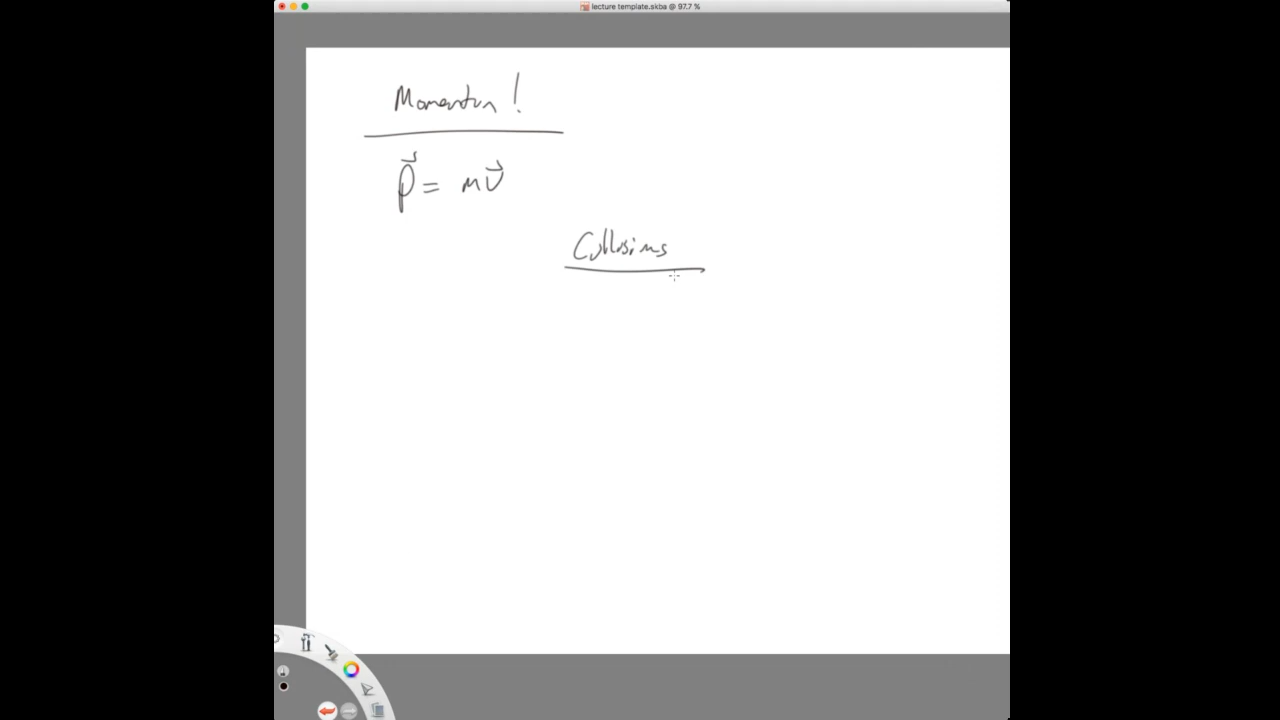 lecture template.skba @ 97.7 %
Momentum !
p⃗ = mv⃗
Collisions